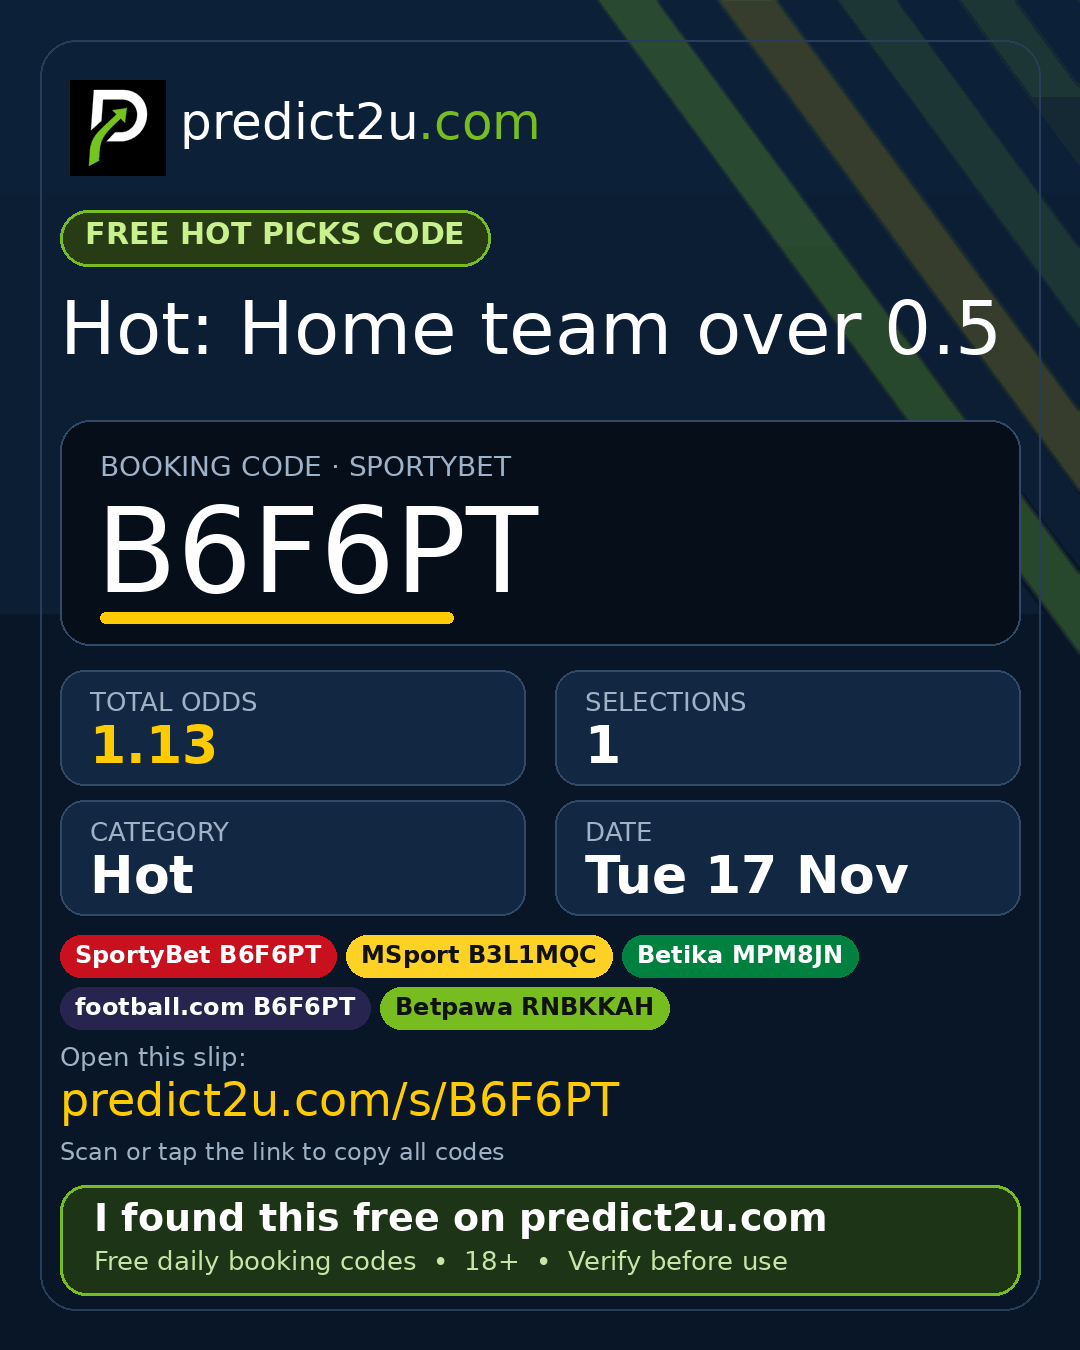 predict2u.com
FREE HOT PICKS CODE
Hot: Home team over 0.5
BOOKING CODE · SPORTYBET
B6F6PT
TOTAL ODDS
1.13
SELECTIONS
1
CATEGORY
Hot
DATE
Tue 17 Nov
SportyBet B6F6PT MSport B3L1MQC Betika MPM8JN
football.com B6F6PT Betpawa RNBKKAH
Open this slip:
predict2u.com/s/B6F6PT
Scan or tap the link to copy all codes
I found this free on predict2u.com
Free daily booking codes • 18+ • Verify before use